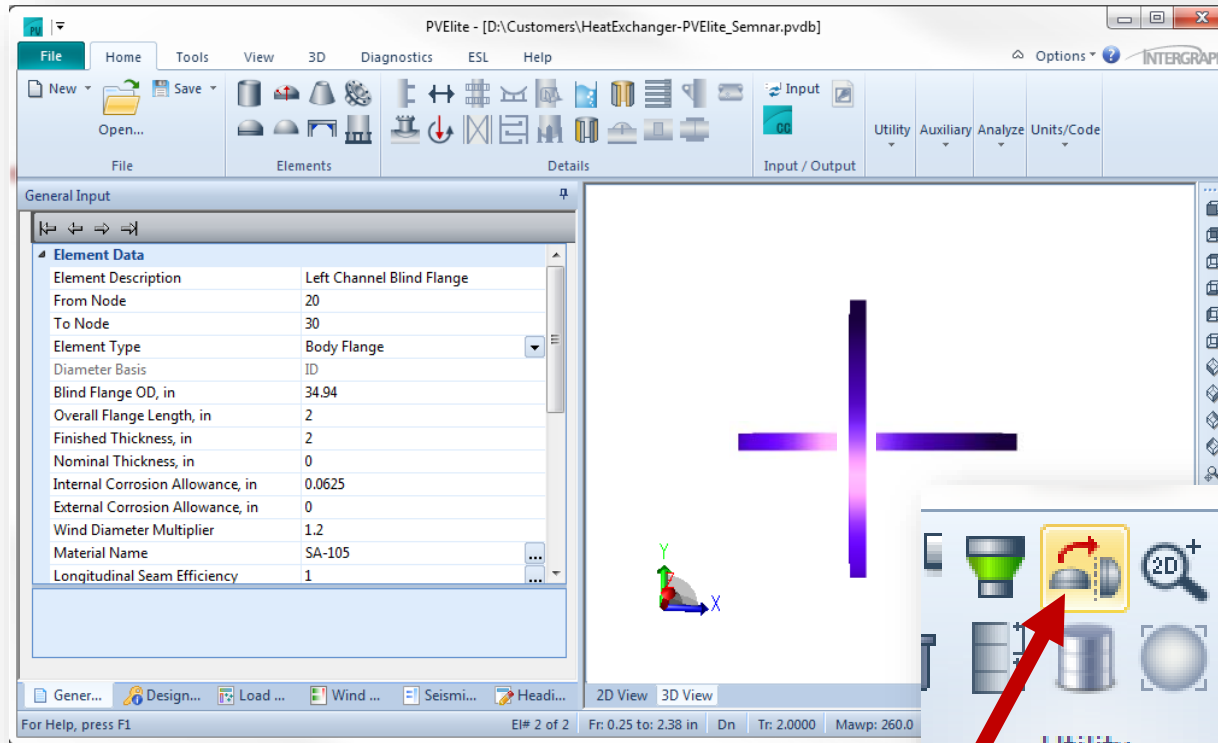 PV
PVElite - [D:\Customers\HeatExchanger-PVElite_Semnar.pvdb]
File Home Tools View 3D Diagnostics ESL Help Options
New Save Input
Open... CC Utility Auxiliary Analyze Units/Code
File Elements Details Input / Output
INTERGRAPH
General Input
Element Data
Element Description Left Channel Blind Flange
From Node 20
To Node 30
Element Type Body Flange
Diameter Basis ID
Blind Flange OD, in 34.94
Overall Flange Length, in 2
Finished Thickness, in 2
Nominal Thickness, in 0
Internal Corrosion Allowance, in 0.0625
External Corrosion Allowance, in 0
Wind Diameter Multiplier 1.2
Material Name SA-105 ...
Longitudinal Seam Efficiency 1 ...
Y
X
2D
Gener... Design... Load ... Wind ... Seismi... Headi... 2D View 3D View
For Help, press F1 El# 2 of 2 Fr: 0.25 to: 2.38 in Dn Tr: 2.0000 Mawp: 260.0
Utility